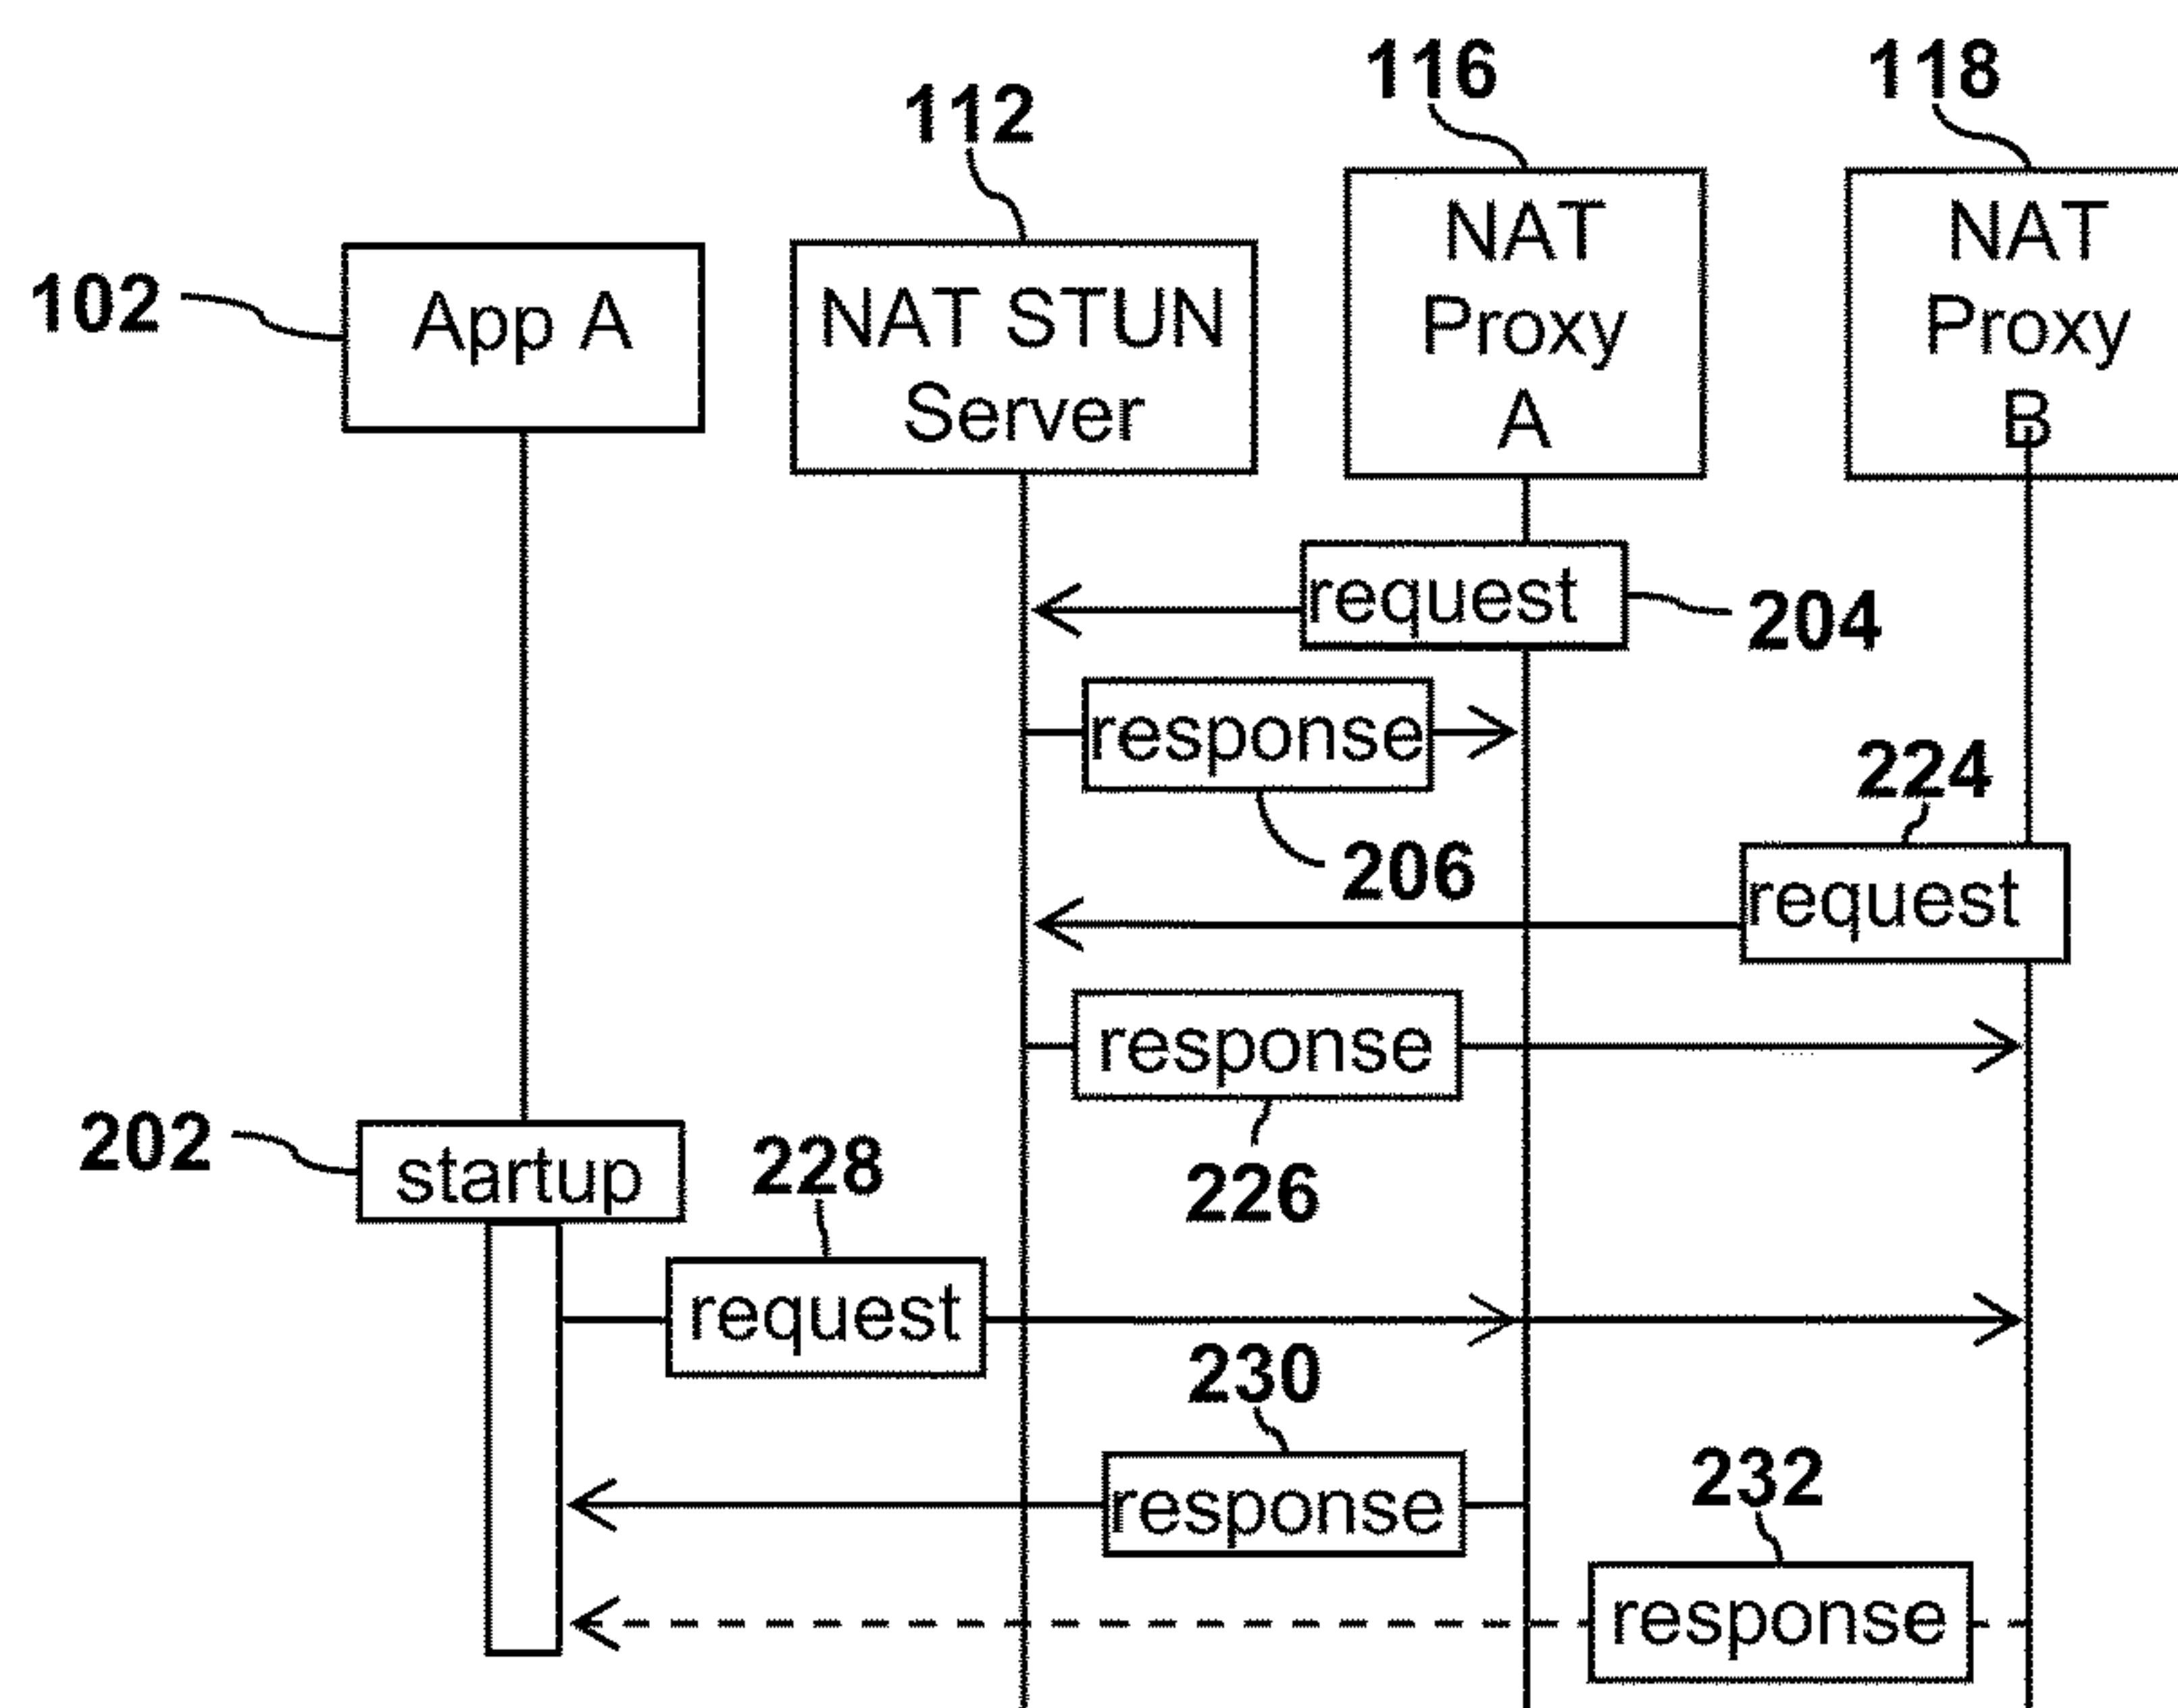 116
118
112
102
App A
NAT STUN
Server
NAT
Proxy
A
NAT
Proxy
B
request
204
response
206
224
request
response
226
202
startup
228
request
230
response
232
response